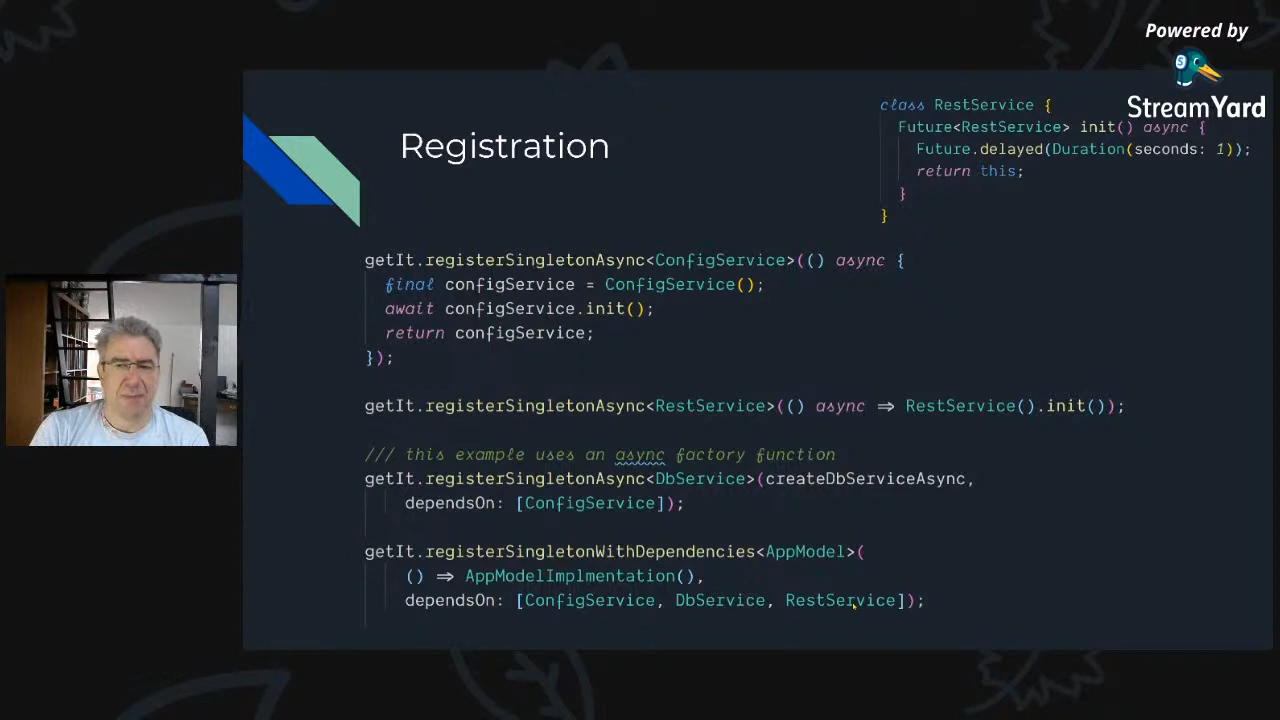 Powered by
StreamYard
Registration
class RestService {
Future<RestService> init() async {
Future.delayed(Duration(seconds: 1));
return this;
}
}
getIt.registerSingletonAsync<ConfigService>(() async {
final configService = ConfigService();
await configService.init();
return configService;
});
getIt.registerSingletonAsync<RestService>(() async => RestService().init());
/// this example uses an async factory function
getIt.registerSingletonAsync<DbService>(createDbServiceAsync,
dependsOn: [ConfigService]);
getIt.registerSingletonWithDependencies<AppModel>(
() => AppModelImplmentation(),
dependsOn: [ConfigService, DbService, RestService]);